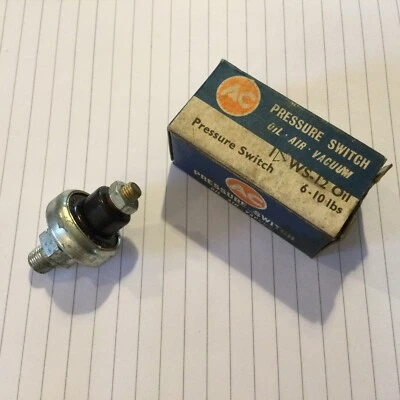 AC
PRESSURE SWITCH
OIL · AIR · VACUUM
Pressure Switch
6-10 lbs
AC
PRESSURE SWITCH